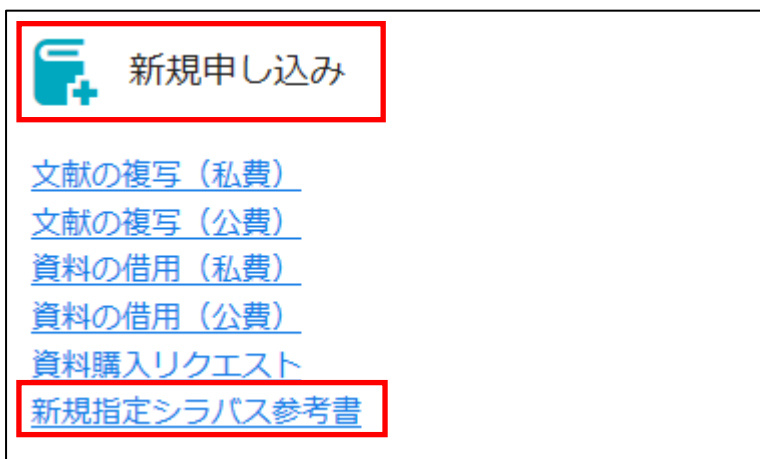 新規申し込み
文献の複写（私費）
文献の複写（公費）
資料の借用（私費）
資料の借用（公費）
資料購入リクエスト
新規指定シラバス参考書